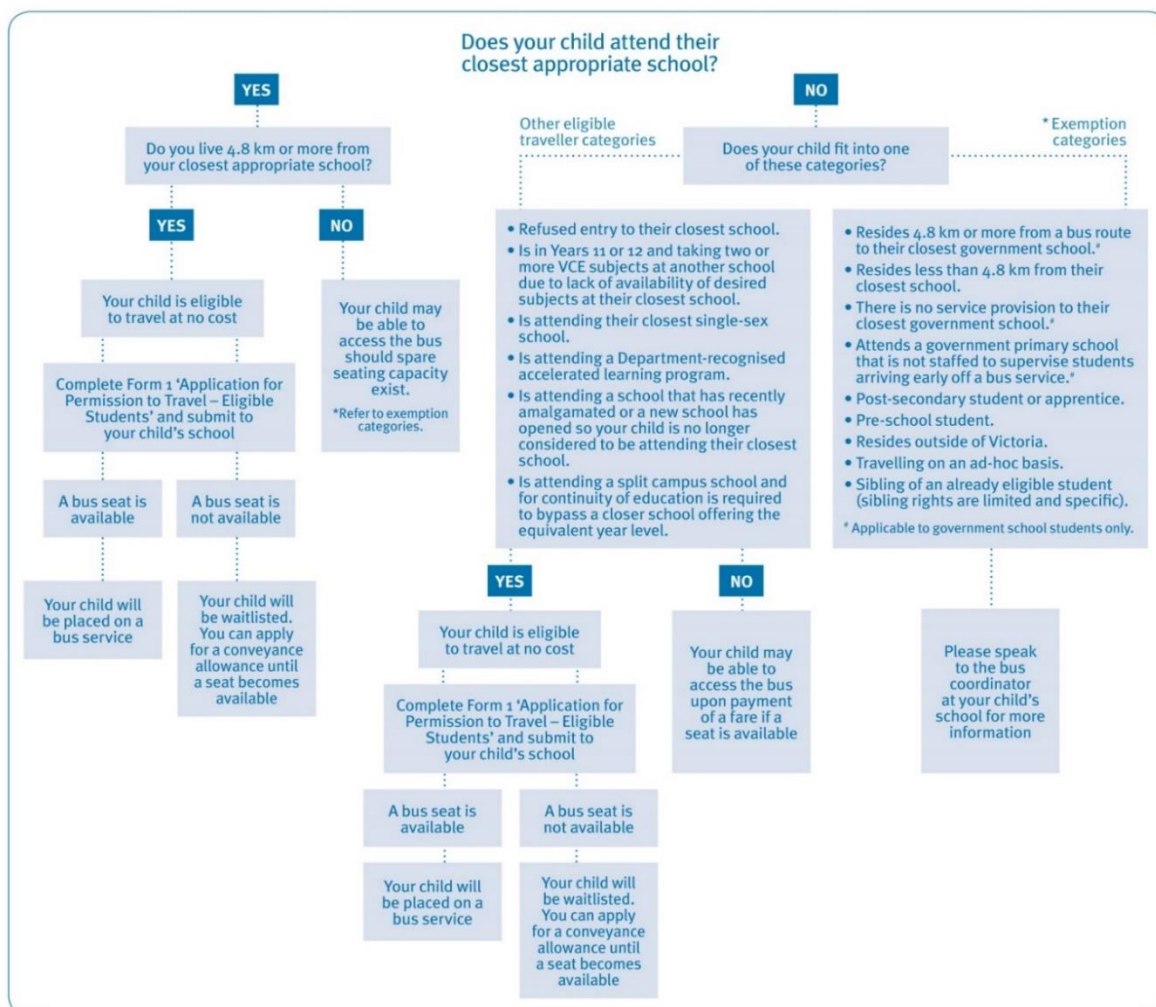 Does your child attend their
closest appropriate school?
YES
Do you live 4.8 km or more from
your closest appropriate school?
YES
Your child is eligible
to travel at no cost
Complete Form 1 ‘Application for
Permission to Travel – Eligible
Students’ and submit to
your child’s school
A bus seat is
available
Your child will
be placed on a
bus service
A bus seat is
not available
Your child will
be waitlisted.
You can apply
for a conveyance
allowance until
a seat becomes
available
NO
Your child may
be able to
access the bus
should spare
seating capacity
exist.
*Refer to exemption
categories.
NO
Does your child fit into one
of these categories?
Other eligible
traveller categories
• Refused entry to their closest school.
• Is in Years 11 or 12 and taking two or
more VCE subjects at another school
due to lack of availability of desired
subjects at their closest school.
• Is attending their closest single-sex
school.
• Is attending a Department-recognised
accelerated learning program.
• Is attending a school that has recently
amalgamated or a new school has
opened so your child is no longer
considered to be attending their closest
school.
• Is attending a split campus school and
for continuity of education is required
to bypass a closer school offering the
equivalent year level.
YES
Your child is eligible
to travel at no cost
Complete Form 1 ‘Application for
Permission to Travel – Eligible
Students’ and submit to
your child’s school
A bus seat is
available
Your child will
be placed on a
bus service
A bus seat is
not available
Your child will
be waitlisted.
You can apply
for a conveyance
allowance until
a seat becomes
available
NO
Your child may
be able to
access the bus
upon payment
of a fare if a
seat is available
* Exemption
categories
• Resides 4.8 km or more from a bus route
to their closest government school.#
• Resides less than 4.8 km from their
closest school.
• There is no service provision to their
closest government school.#
• Attends a government primary school
that is not staffed to supervise students
arriving early off a bus service.#
• Post-secondary student or apprentice.
• Pre-school student.
• Resides outside of Victoria.
• Travelling on an ad-hoc basis.
• Sibling of an already eligible student
(sibling rights are limited and specific).
# Applicable to government school students only.
Please speak
to the bus
coordinator
at your child’s
school for more
information